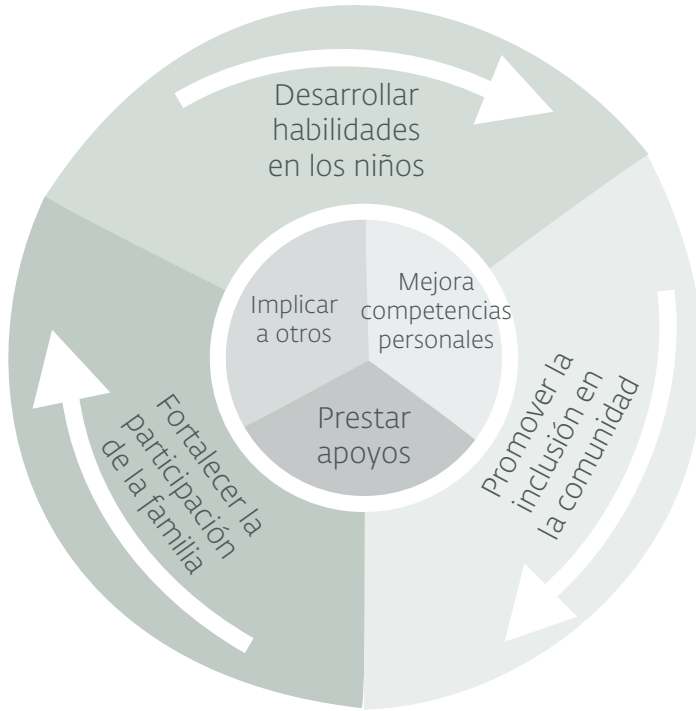 Desarrollar
habilidades
en los niños
Implicar
a otros
Mejora
competencias
personales
Prestar
apoyos
Promover la
inclusión en
la comunidad
Fortalecer la
participación
de la familia